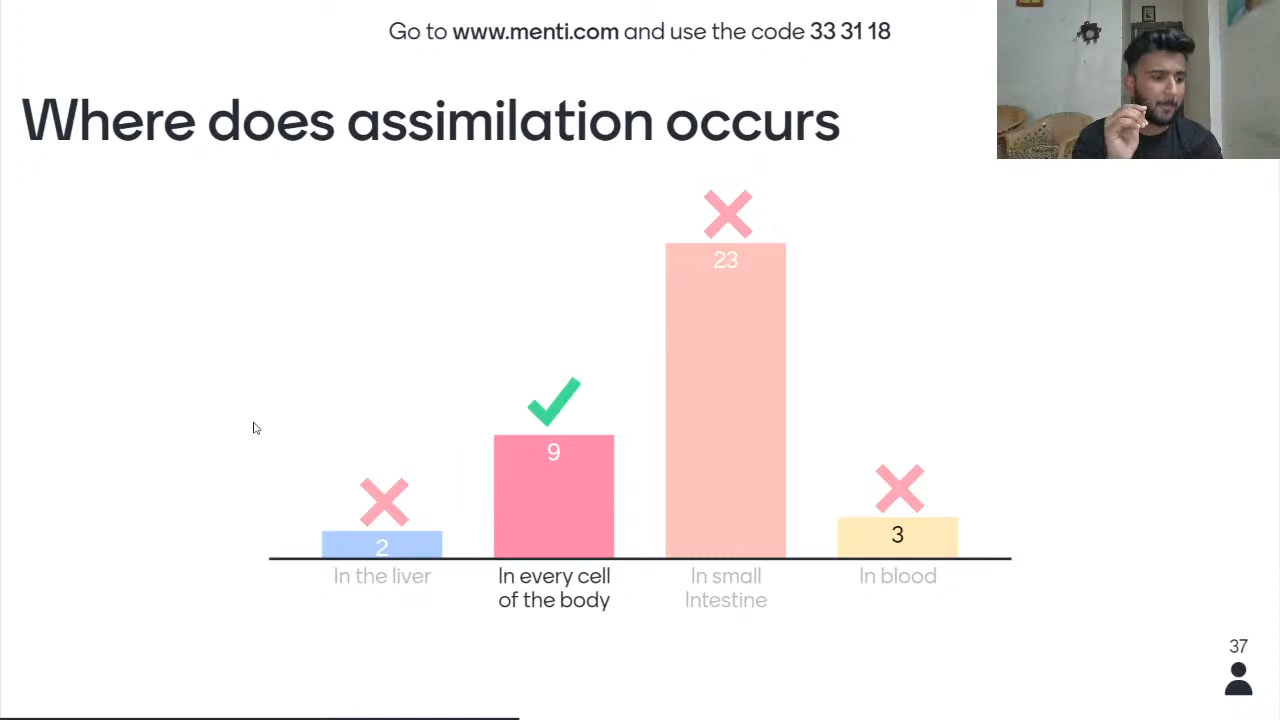 Go to www.menti.com and use the code 33 31 18
Where does assimilation occurs
23
9
2
3
In the liver
In every cell
of the body
In small
Intestine
In blood
37